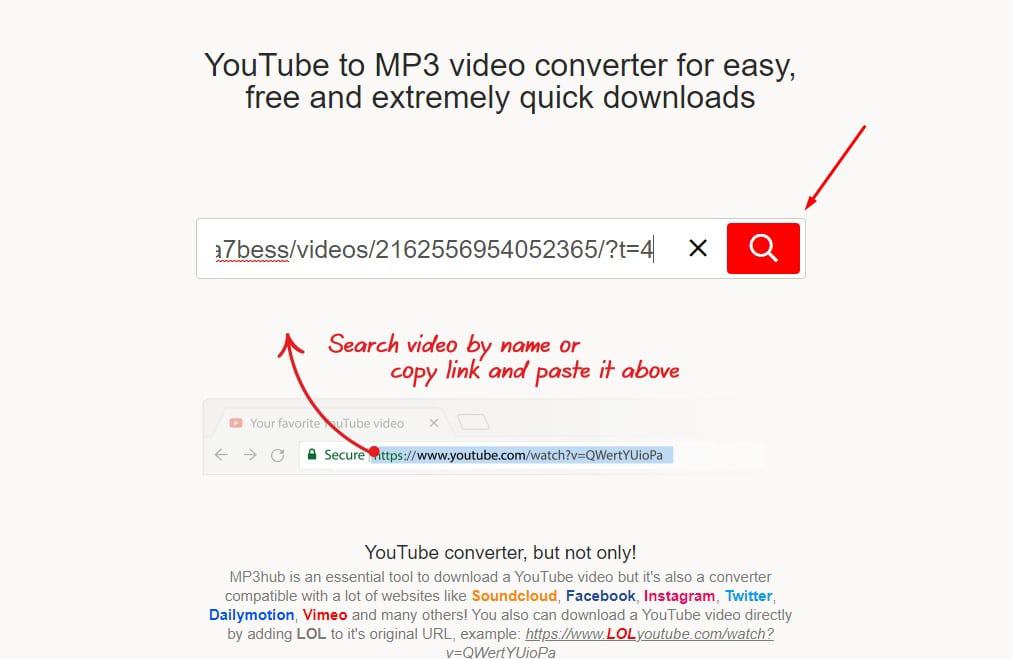 YouTube to MP3 video converter for easy,
free and extremely quick downloads
a7bess/videos/2162556954052365/?t=4
Search video by name or
copy link and paste it above
Your favorite YouTube video
Secure https://www.youtube.com/watch?v=QWertYUioPa
YouTube converter, but not only!
MP3hub is an essential tool to download a YouTube video but it's also a converter
compatible with a lot of websites like Soundcloud, Facebook, Instagram, Twitter,
Dailymotion, Vimeo and many others! You also can download a YouTube video directly
by adding LOL to it's original URL, example: https://www.LOLyoutube.com/watch?
v=QWertYUioPa